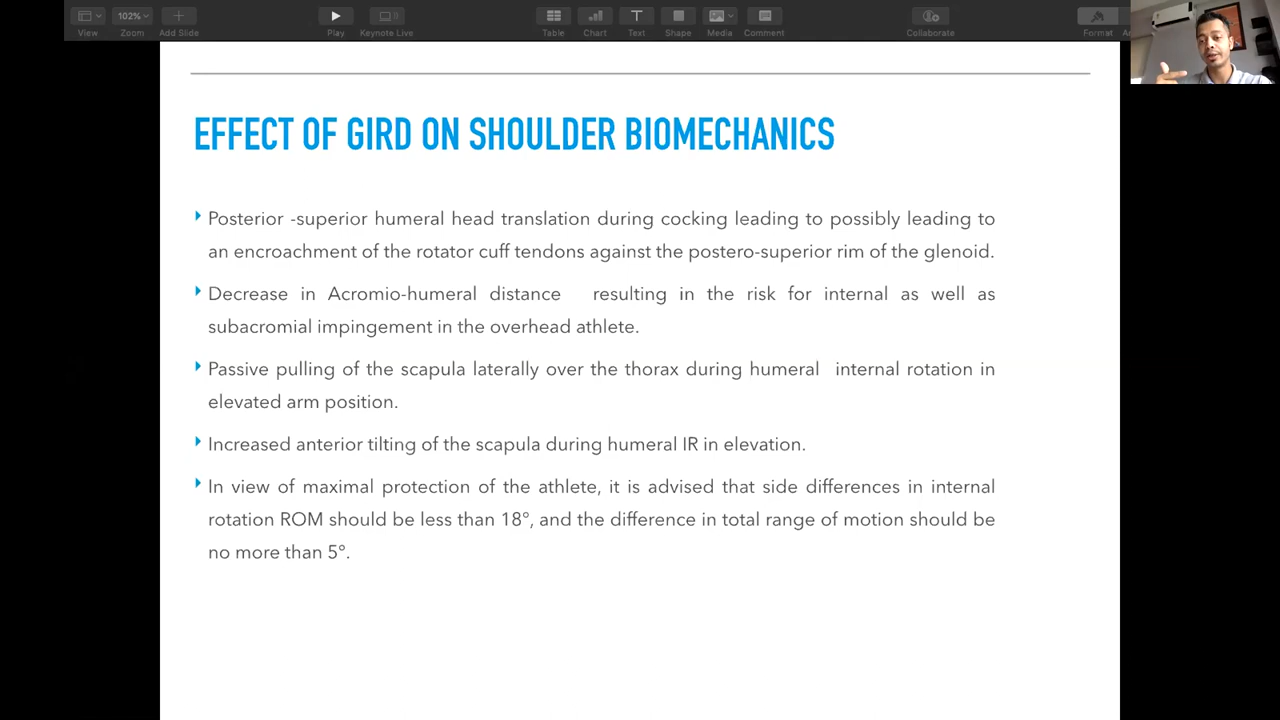 102%
View Zoom Add Slide Play Keynote Live Table Chart Text Shape Media Comment Collaborate Format
EFFECT OF GIRD ON SHOULDER BIOMECHANICS
Posterior -superior humeral head translation during cocking leading to possibly leading to
an encroachment of the rotator cuff tendons against the postero-superior rim of the glenoid.
Decrease in Acromio-humeral distance resulting in the risk for internal as well as
subacromial impingement in the overhead athlete.
Passive pulling of the scapula laterally over the thorax during humeral internal rotation in
elevated arm position.
Increased anterior tilting of the scapula during humeral IR in elevation.
In view of maximal protection of the athlete, it is advised that side differences in internal
rotation ROM should be less than 18°, and the difference in total range of motion should be
no more than 5°.